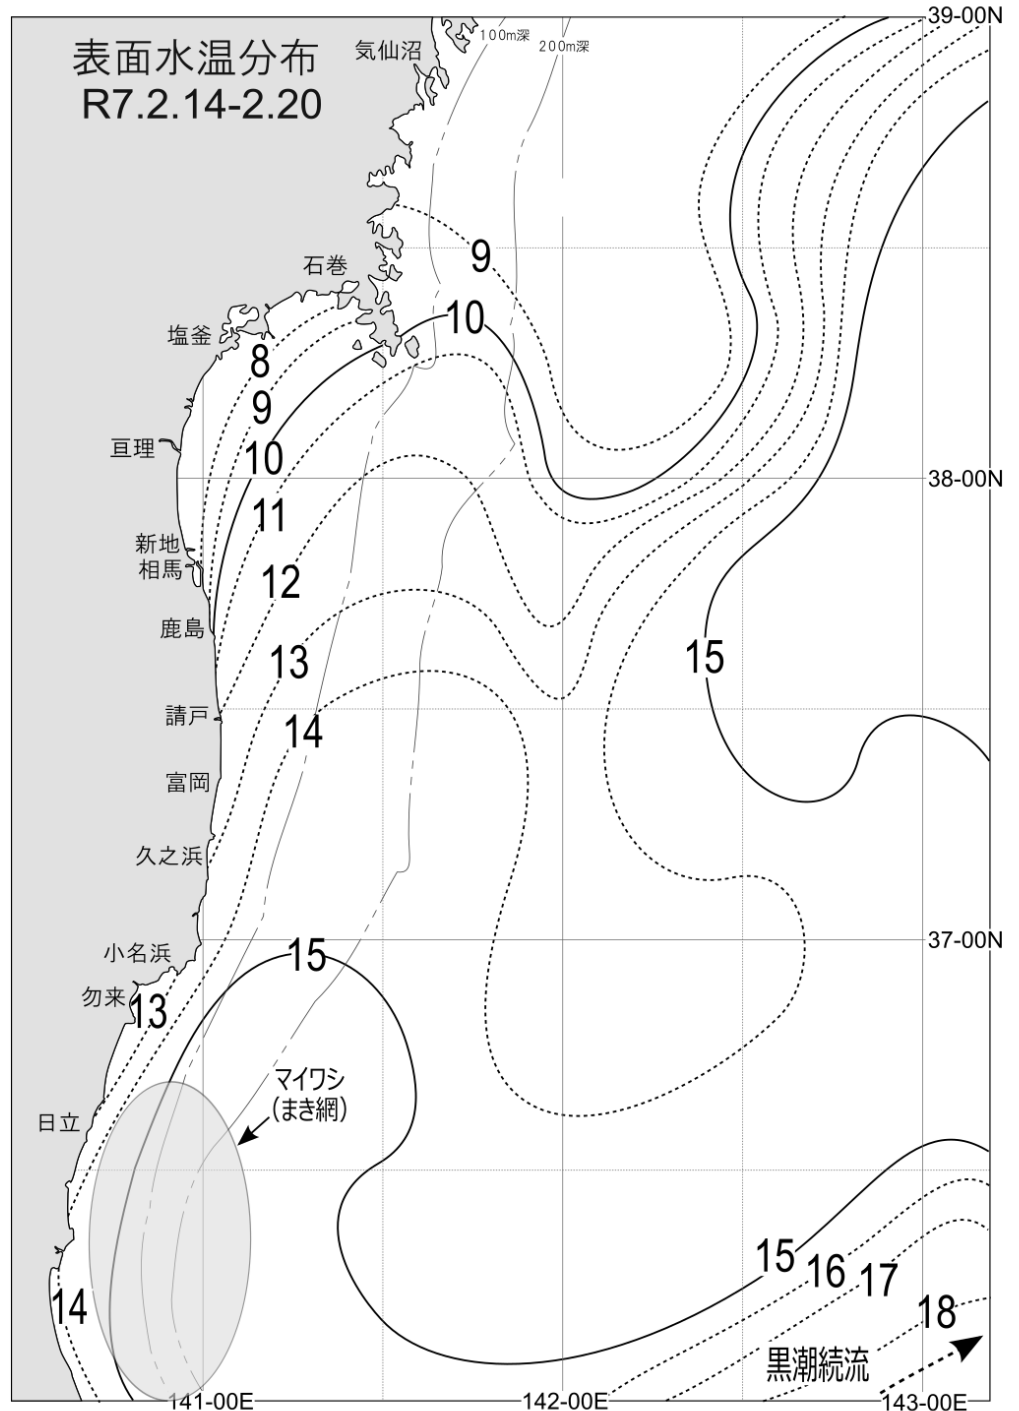 表面水温分布
R7.2.14-2.20
気仙沼
100m深
200m深
39-00N
9
石巻
10
塩釜
8
9
亘理
10
38-00N
11
新地
相馬
12
鹿島
13
15
請戸
14
富岡
久之浜
37-00N
小名浜
15
勿来
13
マイワシ
(まき網)
日立
15
16
17
14
18
黒潮続流
141-00E
142-00E
143-00E